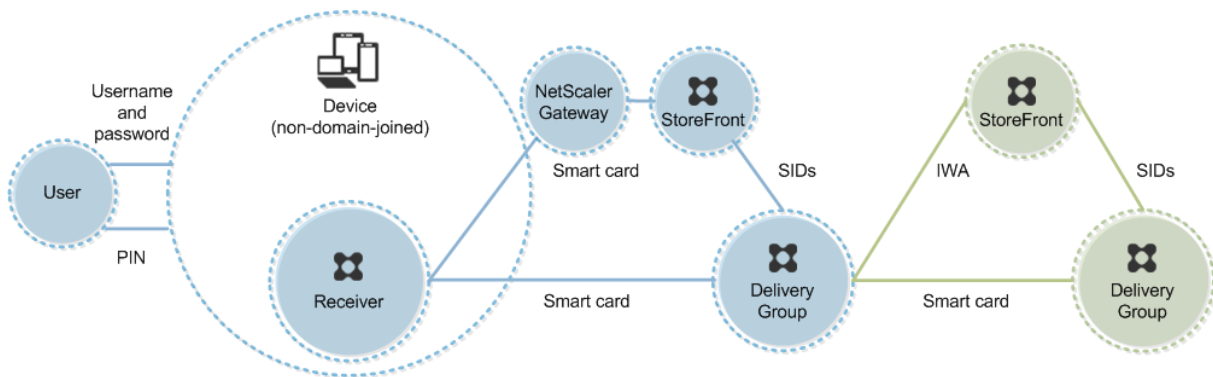 Username
and
password
User
PIN
Device
(non-domain-joined)
Receiver
NetScaler
Gateway
StoreFront
Smart card
SIDs
Smart card
Delivery
Group
StoreFront
IWA
SIDs
Smart card
Delivery
Group